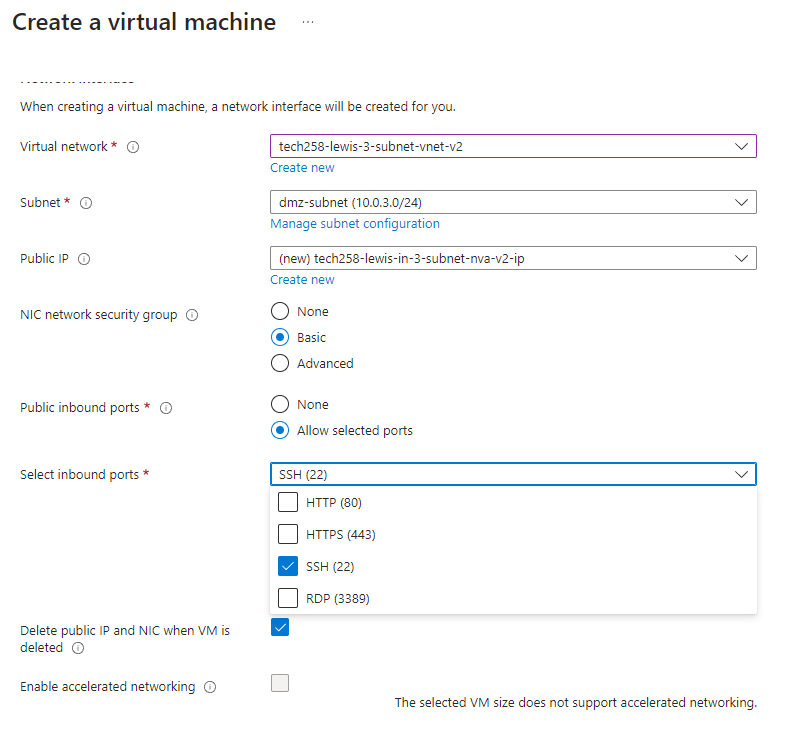 Create a virtual machine ...
When creating a virtual machine, a network interface will be created for you.
Virtual network *
tech258-lewis-3-subnet-vnet-v2
Create new
Subnet *
dmz-subnet (10.0.3.0/24)
Manage subnet configuration
Public IP
(new) tech258-lewis-in-3-subnet-nva-v2-ip
Create new
NIC network security group
None
Basic
Advanced
Public inbound ports *
None
Allow selected ports
Select inbound ports *
SSH (22)
HTTP (80)
HTTPS (443)
SSH (22)
RDP (3389)
Delete public IP and NIC when VM is
deleted
Enable accelerated networking
The selected VM size does not support accelerated networking.